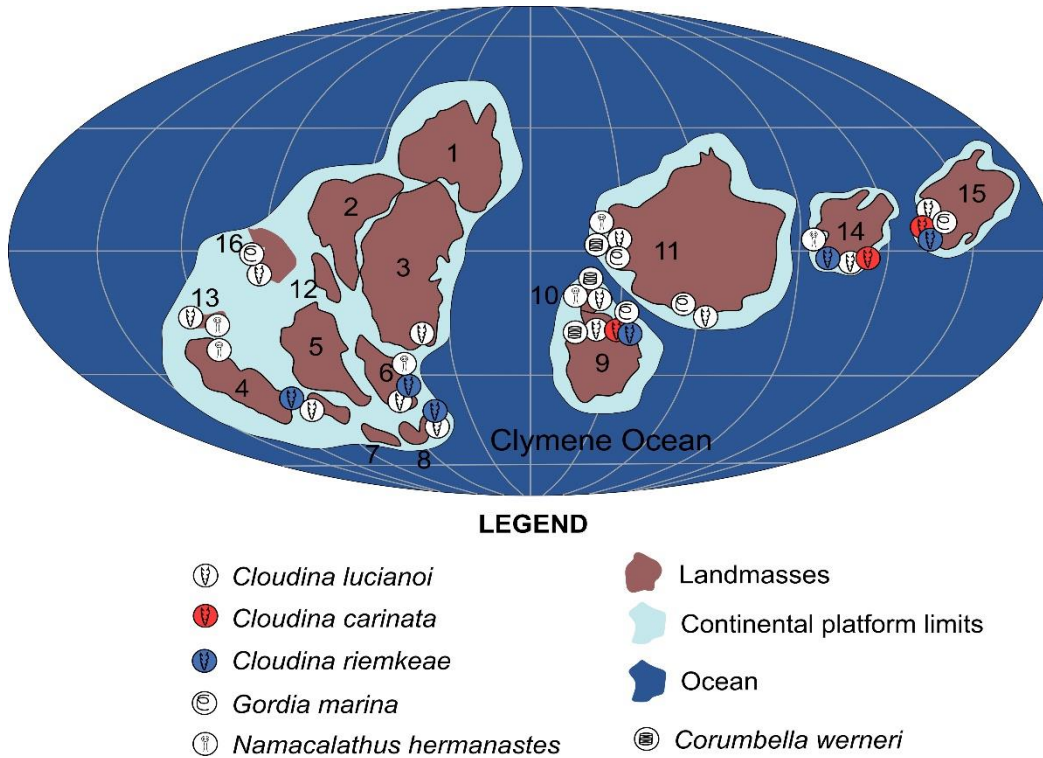 1
2
15
16
14
3
11
12
10
13
5
6
9
4
7
8
Clymene Ocean
LEGEND
Cloudina lucianoi
Cloudina carinata
Cloudina riemkeae
Gordia marina
Namacalathus hermanastes
Landmasses
Continental platform limits
Ocean
Corumbella werneri